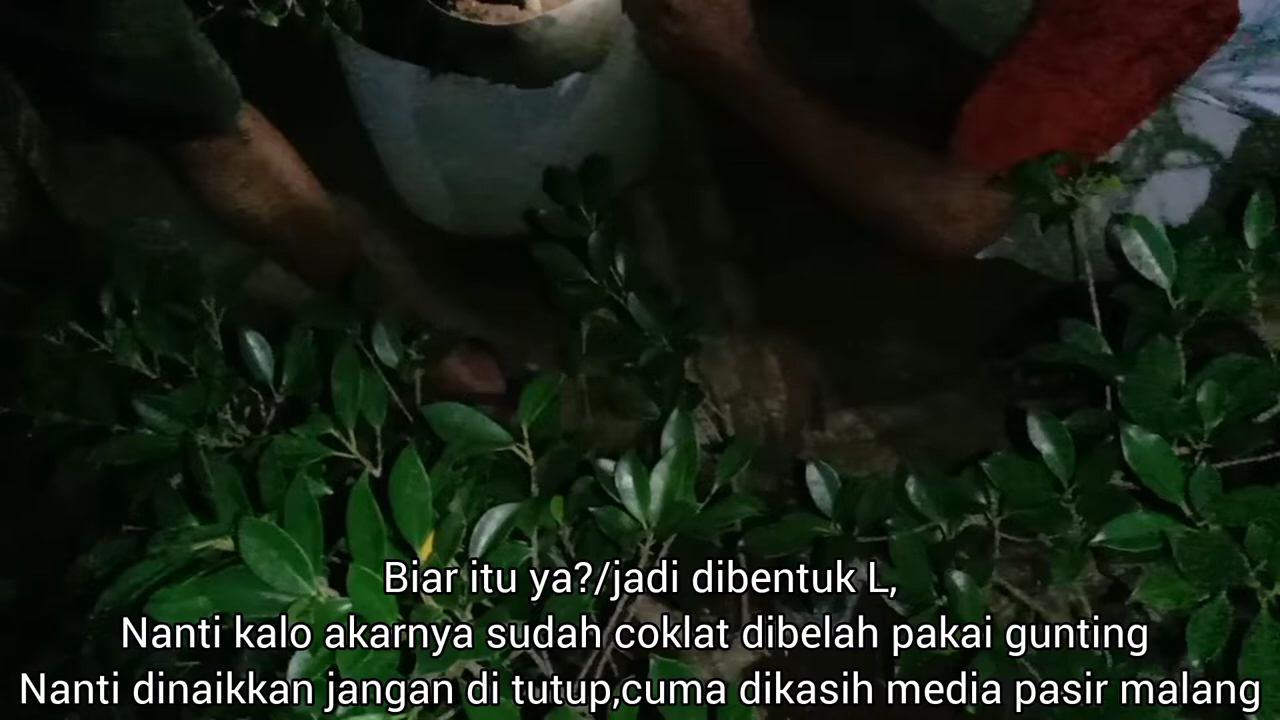 Biar itu ya?/jadi dibentuk L,
Nanti kalo akarnya sudah coklat dibelah pakai gunting
Nanti dinaikkan jangan di tutup,cuma dikasih media pasir malang